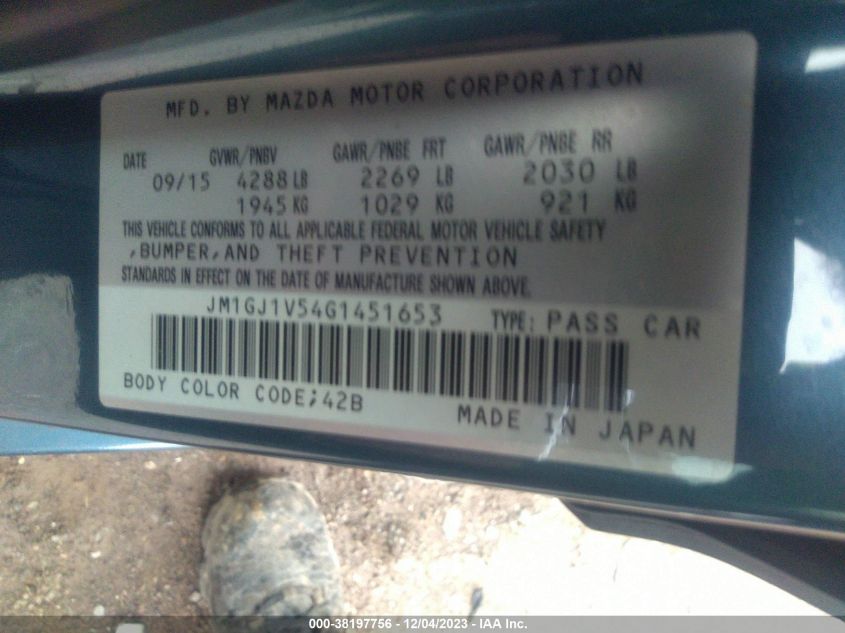 MFD. BY MAZDA MOTOR CORPORATION
DATE GVWR/PNBV GAWR/PNBE FRT GAWR/PNBE RR
09/15 4288 LB 2269 LB 2030 LB
1945 KG 1029 KG 921 KG
THIS VEHICLE CONFORMS TO ALL APPLICABLE FEDERAL MOTOR VEHICLE SAFETY
,BUMPER,AND THEFT PREVENTION
STANDARDS IN EFFECT ON THE DATE OF MANUFACTURE SHOWN ABOVE.
JM1GJ1V54G1451653 TYPE: PASS CAR
BODY COLOR CODE;42B MADE IN JAPAN
000-38197756 - 12/04/2023 - IAA Inc.